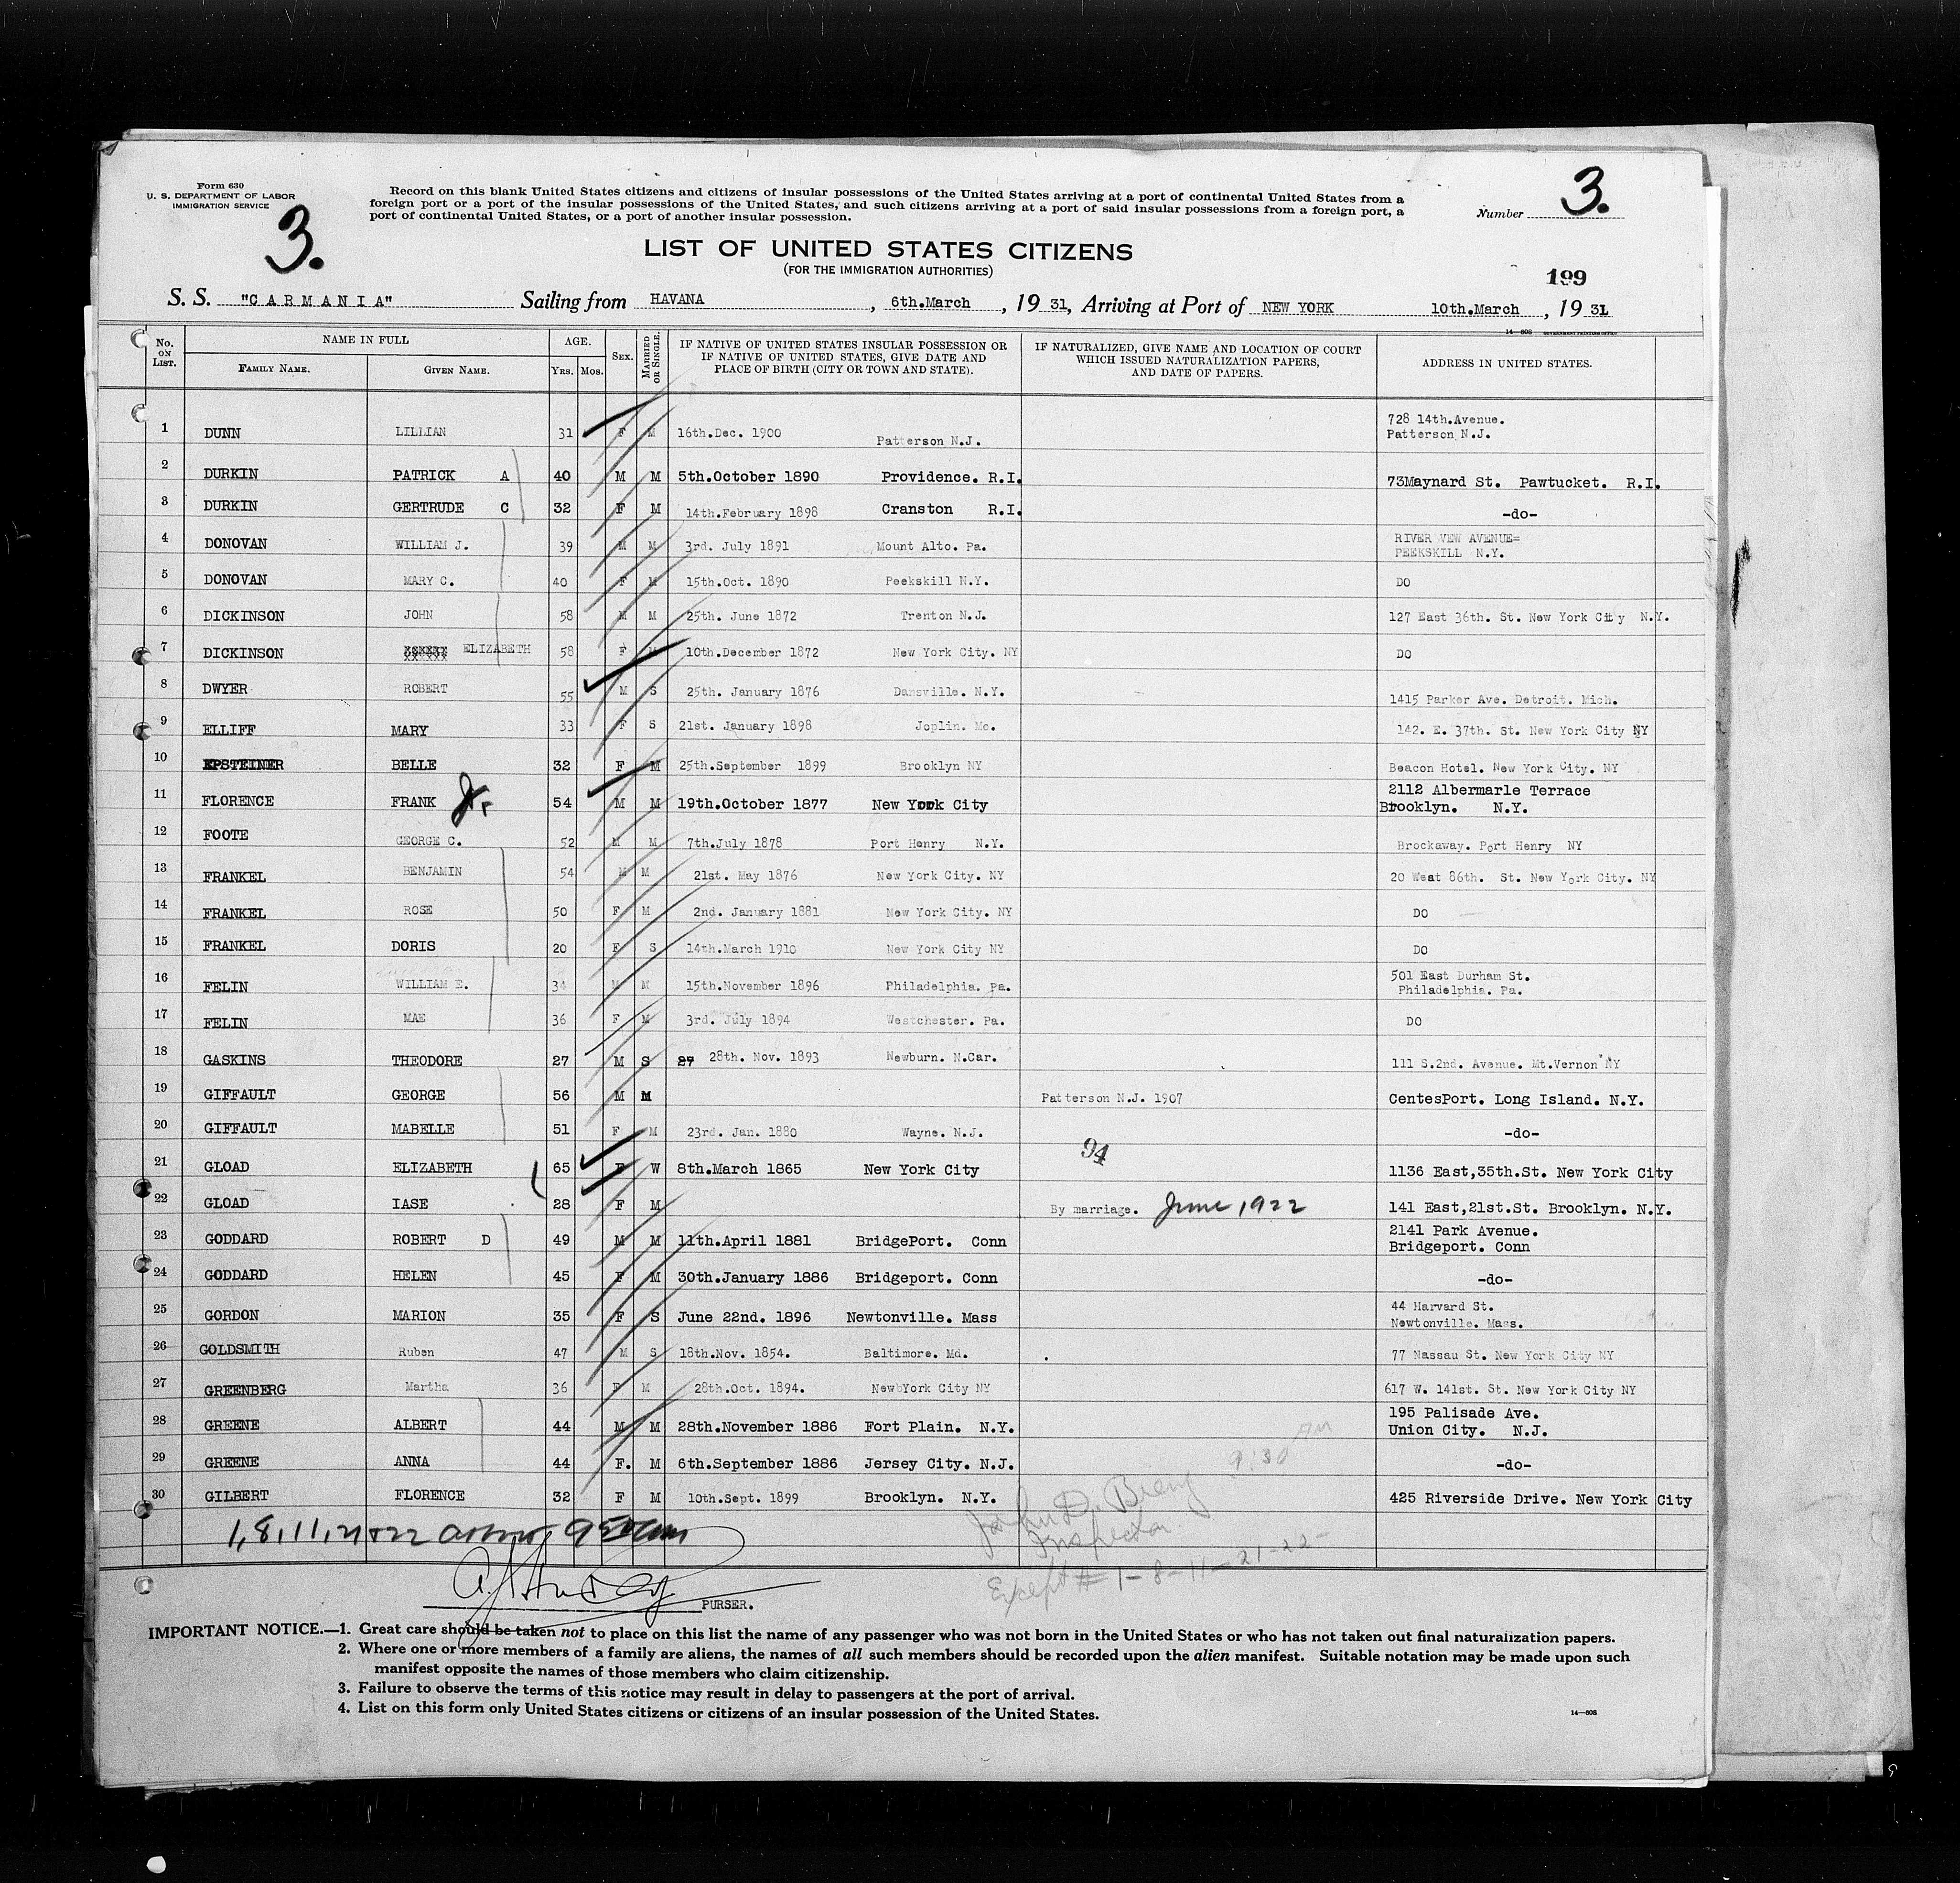 Form 630
U. S. DEPARTMENT OF LABOR
IMMIGRATION SERVICE
Record on this blank United States citizens and citizens of insular possessions of the United States arriving at a port of continental United States from a
foreign port or a port of the insular possessions of the United States, and such citizens arriving at a port of said insular possessions from a foreign port, a
port of continental United States, or a port of another insular possession.
Number 3.
3.
LIST OF UNITED STATES CITIZENS
(FOR THE IMMIGRATION AUTHORITIES)
199
S. S. "CARMANIA" Sailing from HAVANA, 6th.March, 19 31, Arriving at Port of NEW YORK 10th.March, 19 31
14—808 GOVERNMENT PRINTING OFFICE
No. ON LIST. NAME IN FULL FAMILY NAME. GIVEN NAME. AGE. YRS. MOS. SEX. MARRIED OR SINGLE. IF NATIVE OF UNITED STATES INSULAR POSSESSION OR IF NATIVE OF UNITED STATES, GIVE DATE AND PLACE OF BIRTH (CITY OR TOWN AND STATE). IF NATURALIZED, GIVE NAME AND LOCATION OF COURT WHICH ISSUED NATURALIZATION PAPERS, AND DATE OF PAPERS. ADDRESS IN UNITED STATES.
1 DUNN LILLIAN 31 F M 16th.Dec. 1900 Patterson N.J. 728 14th.Avenue. Patterson N.J.
2 DURKIN PATRICK A 40 M M 5th.October 1890 Providence. R.I. 73Maynard St. Pawtucket. R.I.
3 DURKIN GERTRUDE C 32 F M 14th.February 1898 Cranston R.I. -do-
4 DONOVAN WILLIAM J. 39 M M 3rd. July 1891 Mount Alto. Pa. RIVER VEW AVENUE= PEEKSKILL N.Y.
5 DONOVAN MARY C. 40 F M 15th.Oct. 1890 Peekskill N.Y. DO
6 DICKINSON JOHN 58 M M 25th. June 1872 Trenton N.J. 127 East 36th. St. New York City N.Y.
7 DICKINSON ELIZABETH 58 F M 10th.December 1872 New York City. NY DO
8 DWYER ROBERT 55 M S 25th. January 1876 Dansville. N.Y. 1415 Parker Ave. Detroit. Mich.
9 ELLIFF MARY 33 F S 21st. January 1898 Joplin. Mo. 142. E. 37th. St. New York City NY
10 EPSTEINER BELLE 32 F M 25th.September 1899 Brooklyn NY Beacon Hotel. New York City. NY
11 FLORENCE FRANK Jr. 54 M M 19th.October 1877 New York City 2112 Albermarle Terrace Brooklyn. N.Y.
12 FOOTE GEORGE C. 52 M M 7th.July 1878 Port Henry N.Y. Brockaway. Port Henry NY
13 FRANKEL BENJAMIN 54 M M 21st. May 1876 New York City. NY 20 West 86th. St. New York City. NY
14 FRANKEL ROSE 50 F M 2nd. January 1881 New York City. NY DO
15 FRANKEL DORIS 20 F S 14th.March 1910 New York City NY DO
16 FELIN WILLIAM E. 34 M M 15th.November 1896 Philadelphia. Pa. 501 East Durham St. Philadelphia. Pa.
17 FELIN MAE 36 F M 3rd. July 1894 Westchester. Pa. DO
18 GASKINS THEODORE 27 M S 27 28th. Nov. 1893 Newburn. N.Car. 111 S.2nd. Avenue. Mt.Vernon NY
19 GIFFAULT GEORGE 56 M M Patterson N.J. 1907 CentesPort. Long Island. N.Y.
20 GIFFAULT MABELLE 51 F M 23rd. Jan. 1880 Wayne. N.J. -do-
94
21 GLOAD ELIZABETH 65 F W 8th.March 1865 New York City 1136 East,35th.St. New York City
22 GLOAD IASE 28 F M By marriage. June, 1922 141 East,21st.St. Brooklyn. N.Y.
23 GODDARD ROBERT D 49 M M 11th.April 1881 BridgePort. Conn 2141 Park Avenue. Bridgeport. Conn
24 GODDARD HELEN 45 F M 30th.January 1886 Bridgeport. Conn -do-
25 GORDON MARION 35 F S June 22nd. 1896 Newtonville. Mass 44 Harvard St. Newtonville. Mass.
26 GOLDSMITH Ruben 47 M S 18th.Nov. 1854. Baltimore. Md. 77 Nassau St. New York City NY
27 GREENBERG Martha 36 F M 28th.Oct. 1894. NewbYork City NY 617 W. 141st. St. New York City NY
28 GREENE ALBERT 44 M M 28th.November 1886 Fort Plain. N.Y. 195 Palisade Ave. Union City. N.J.
29 GREENE ANNA 44 F. M 6th.September 1886 Jersey City. N.J. -do-
30 GILBERT FLORENCE 32 F M 10th.Sept. 1899 Brooklyn. N.Y. 425 Riverside Drive. New York City
9:30 AM
John D.
Inspector
Except # 1-8-11-21-22-
1, 8, 11, 21+22
PURSER.
IMPORTANT NOTICE.—1. Great care should be taken not to place on this list the name of any passenger who was not born in the United States or who has not taken out final naturalization papers.
2. Where one or more members of a family are aliens, the names of all such members should be recorded upon the alien manifest. Suitable notation may be made upon such
manifest opposite the names of those members who claim citizenship.
3. Failure to observe the terms of this notice may result in delay to passengers at the port of arrival.
4. List on this form only United States citizens or citizens of an insular possession of the United States.
14—808